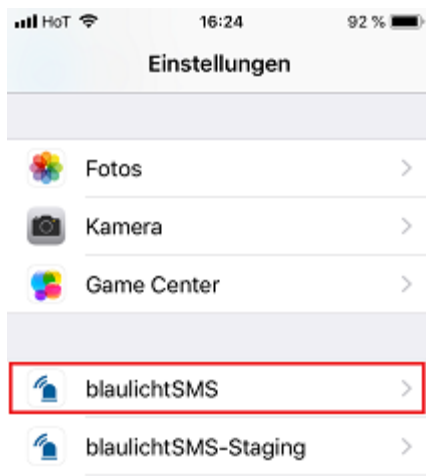 HoT 16:24 92 %
Einstellungen
Fotos
Kamera
Game Center
blaulichtSMS
blaulichtSMS-Staging